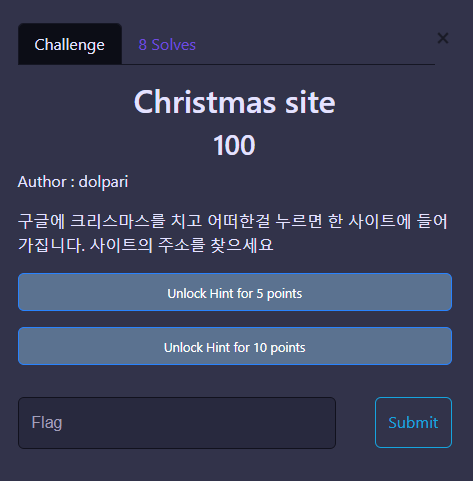 Challenge
8 Solves
×
Christmas site
100
Author : dolpari
구글에 크리스마스를 치고 어떠한걸 누르면 한 사이트에 들어
가집니다. 사이트의 주소를 찾으세요
Unlock Hint for 5 points
Unlock Hint for 10 points
Flag
Submit